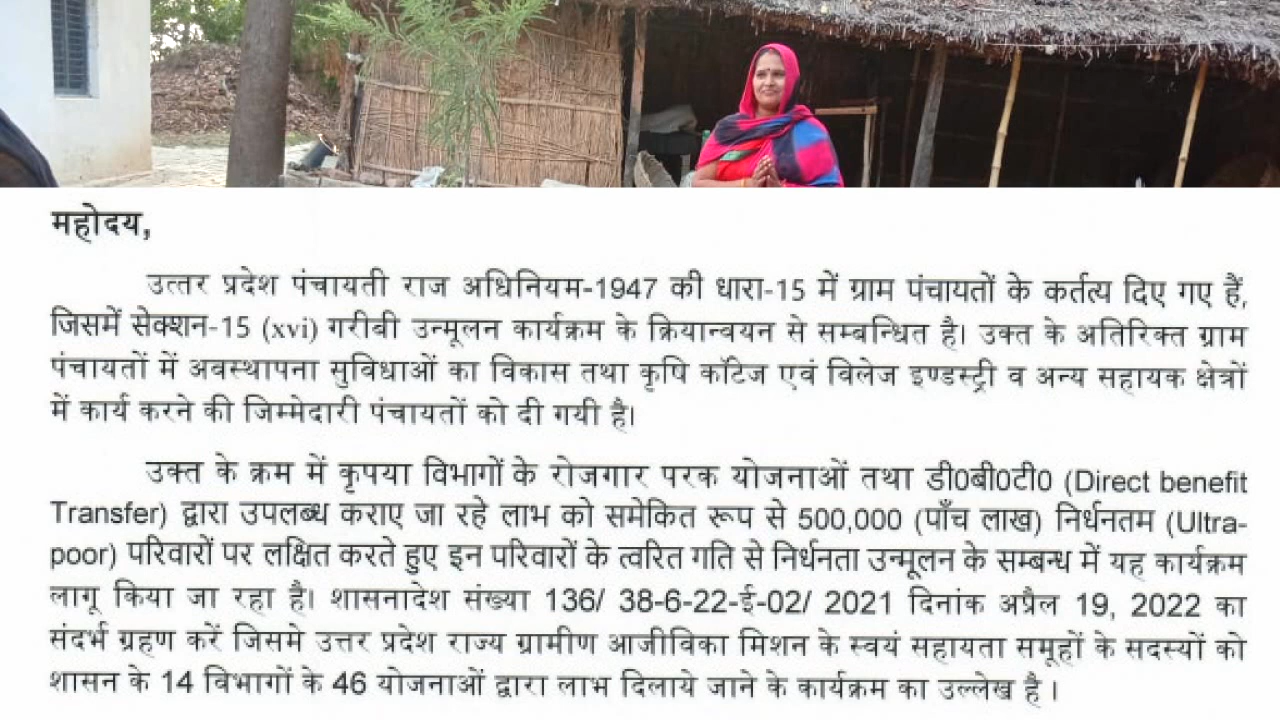 महोदय,
उत्तर प्रदेश पंचायती राज अधिनियम-1947 की धारा-15 में ग्राम पंचायतों के कर्तत्य दिए गए हैं,
जिसमें सेक्शन-15 (xvi) गरीबी उन्मूलन कार्यक्रम के क्रियान्वयन से सम्बन्धित है। उक्त के अतिरिक्त ग्राम
पंचायतों में अवस्थापना सुविधाओं का विकास तथा कृषि कॉटेज एवं विलेज इण्डस्ट्री व अन्य सहायक क्षेत्रों
में कार्य करने की जिम्मेदारी पंचायतों को दी गयी है।
उक्त के क्रम में कृपया विभागों के रोजगार परक योजनाओं तथा डी0बी0टी0 (Direct benefit
Transfer) द्वारा उपलब्ध कराए जा रहे लाभ को समेकित रूप से 500,000 (पाँच लाख) निर्धनतम (Ultra-
poor) परिवारों पर लक्षित करते हुए इन परिवारों के त्वरित गति से निर्धनता उन्मूलन के सम्बन्ध में यह कार्यक्रम
लागू किया जा रहा है। शासनादेश संख्या 136/ 38-6-22-ई-02/ 2021 दिनांक अप्रैल 19, 2022 का
संदर्भ ग्रहण करें जिसमे उत्तर प्रदेश राज्य ग्रामीण आजीविका मिशन के स्वयं सहायता समूहों के सदस्यों को
शासन के 14 विभागों के 46 योजनाओं द्वारा लाभ दिलाये जाने के कार्यक्रम का उल्लेख है।